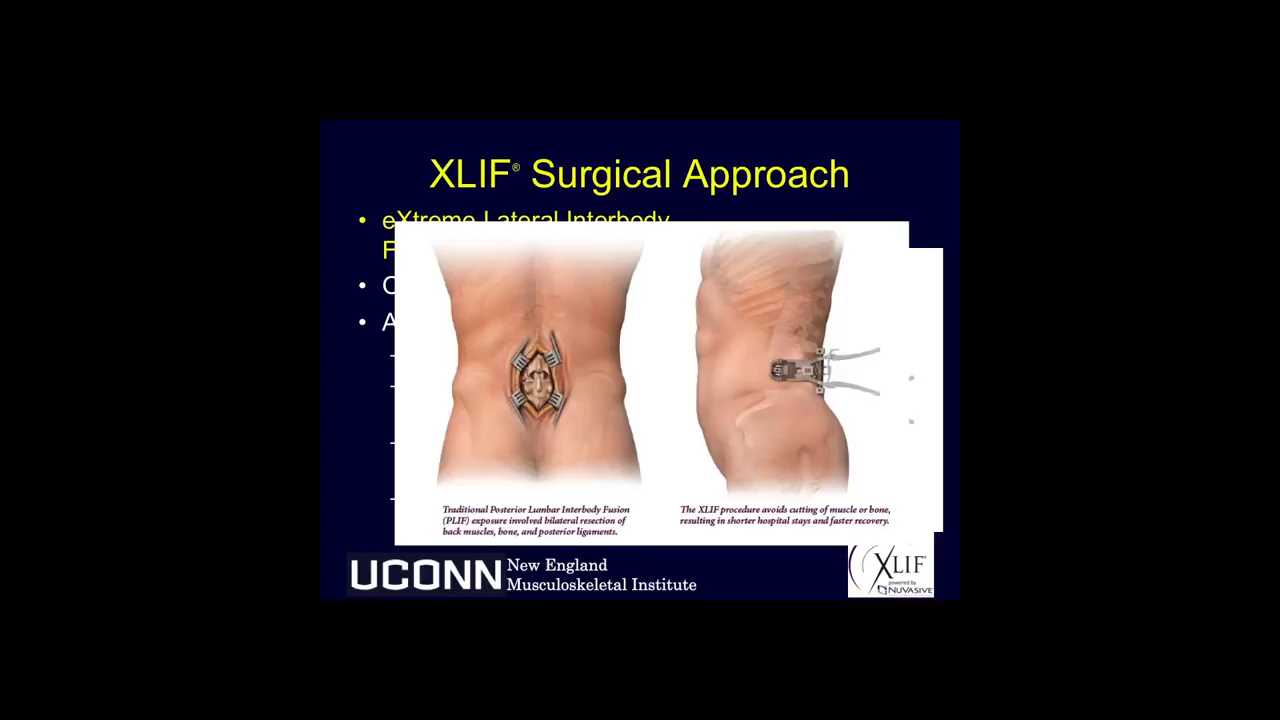 XLIF® Surgical Approach
• eXtreme Lateral Interbody
Traditional Posterior Lumbar Interbody Fusion
(PLIF) exposure involved bilateral resection of
back muscles, bone, and posterior ligaments.
The XLIF procedure avoids cutting of muscle or bone,
resulting in shorter hospital stays and faster recovery.
UCONN
New England
Musculoskeletal Institute
XLIF®
powered by
NUVASIVE